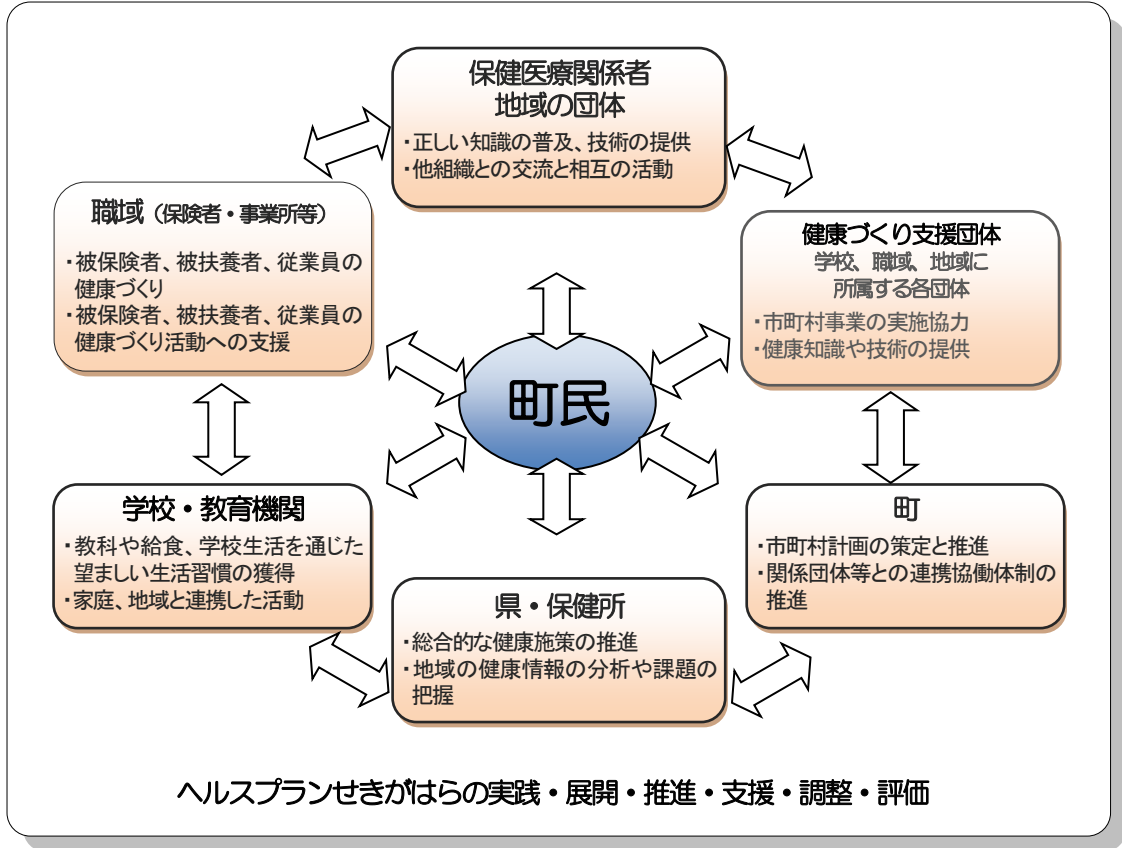 保健医療関係者
地域の団体
・正しい知識の普及、技術の提供
・他組織との交流と相互の活動
職域（保険者・事業所等）
・被保険者、被扶養者、従業員の
健康づくり
・被保険者、被扶養者、従業員の
健康づくり活動への支援
健康づくり支援団体
学校、職域、地域に
所属する各団体
・市町村事業の実施協力
・健康知識や技術の提供
町民
学校・教育機関
・教科や給食、学校生活を通じた
望ましい生活習慣の獲得
・家庭、地域と連携した活動
町
・市町村計画の策定と推進
・関係団体等との連携協働体制の
推進
県・保健所
・総合的な健康施策の推進
・地域の健康情報の分析や課題の
把握
ヘルスプランせきがはらの実践・展開・推進・支援・調整・評価